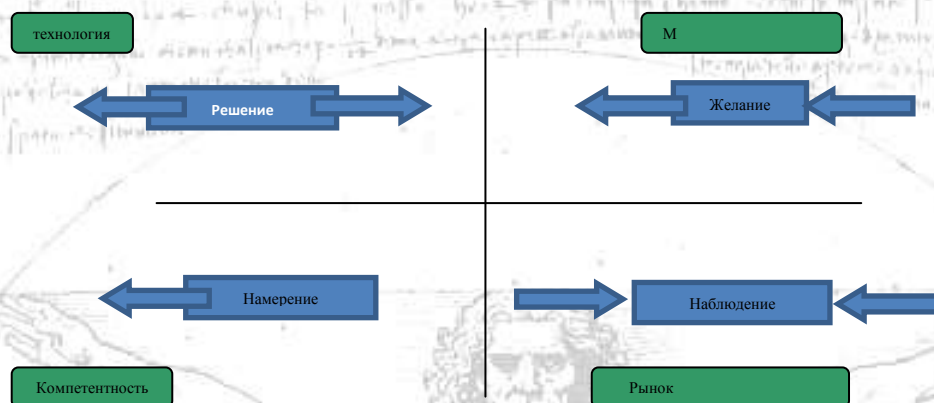 технология
М
Решение
Желание
Намерение
Наблюдение
Компетентность
Рынок